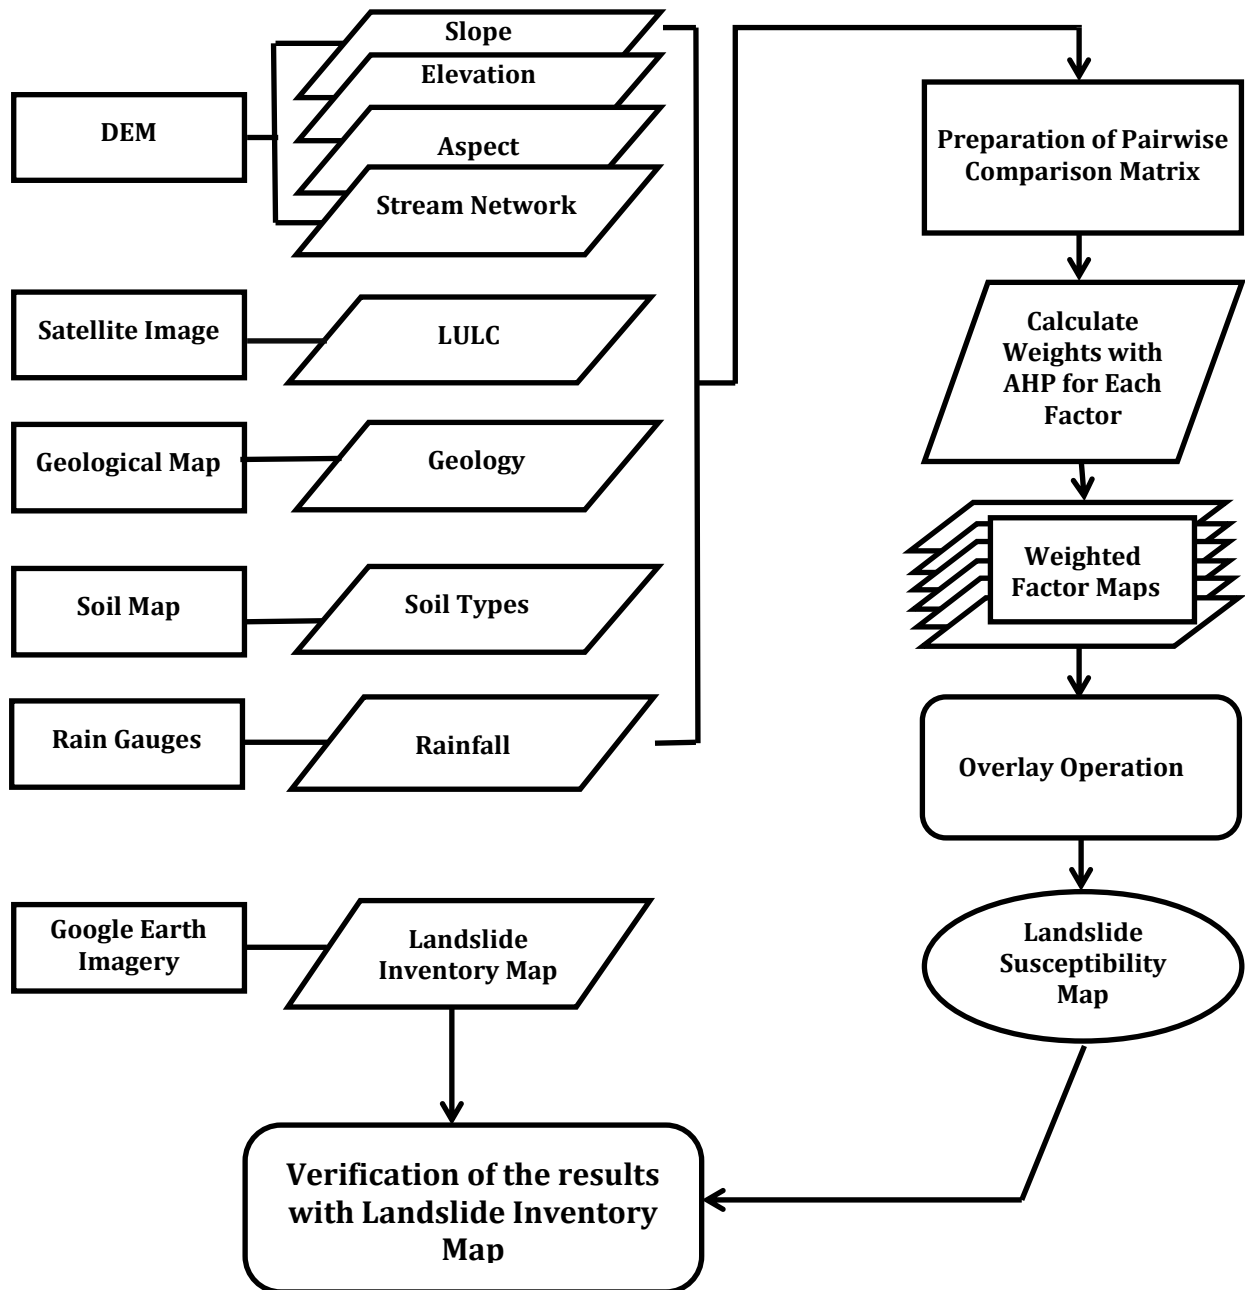 Slope
Elevation
Aspect
Stream Network
DEM
Satellite Image
LULC
Geological Map
Geology
Soil Map
Soil Types
Rain Gauges
Rainfall
Google Earth
Imagery
Landslide
Inventory Map
Preparation of Pairwise
Comparison Matrix
Calculate
Weights with
AHP for Each
Factor
Weighted
Factor Maps
Overlay Operation
Landslide
Susceptibility
Map
Verification of the results
with Landslide Inventory
Map